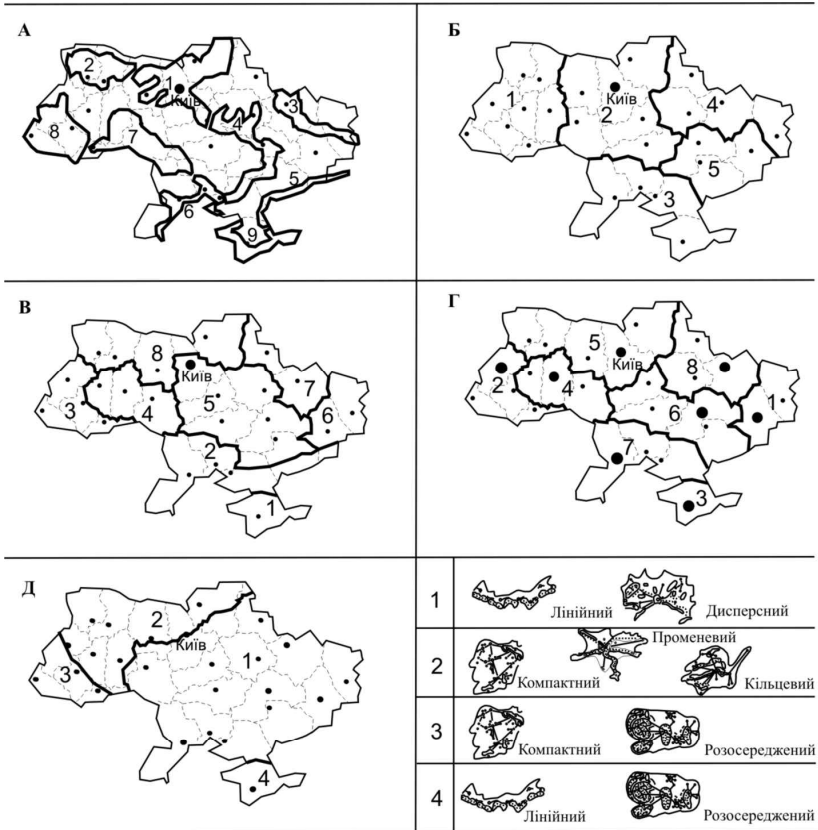 А
2
1
Київ
3
8
7
4
5
6
9
Б
1
Київ
2
4
5
3
В
8
Київ
7
3
4
5
6
2
1
Г
5
2
Київ
8
4
6
1
7
3
Д
2
Київ
3
1
4
1
Лінійний
Дисперсний
2
Променевий
Компактний
Кільцевий
3
Компактний
Розосереджений
4
Лінійний
Розосереджений